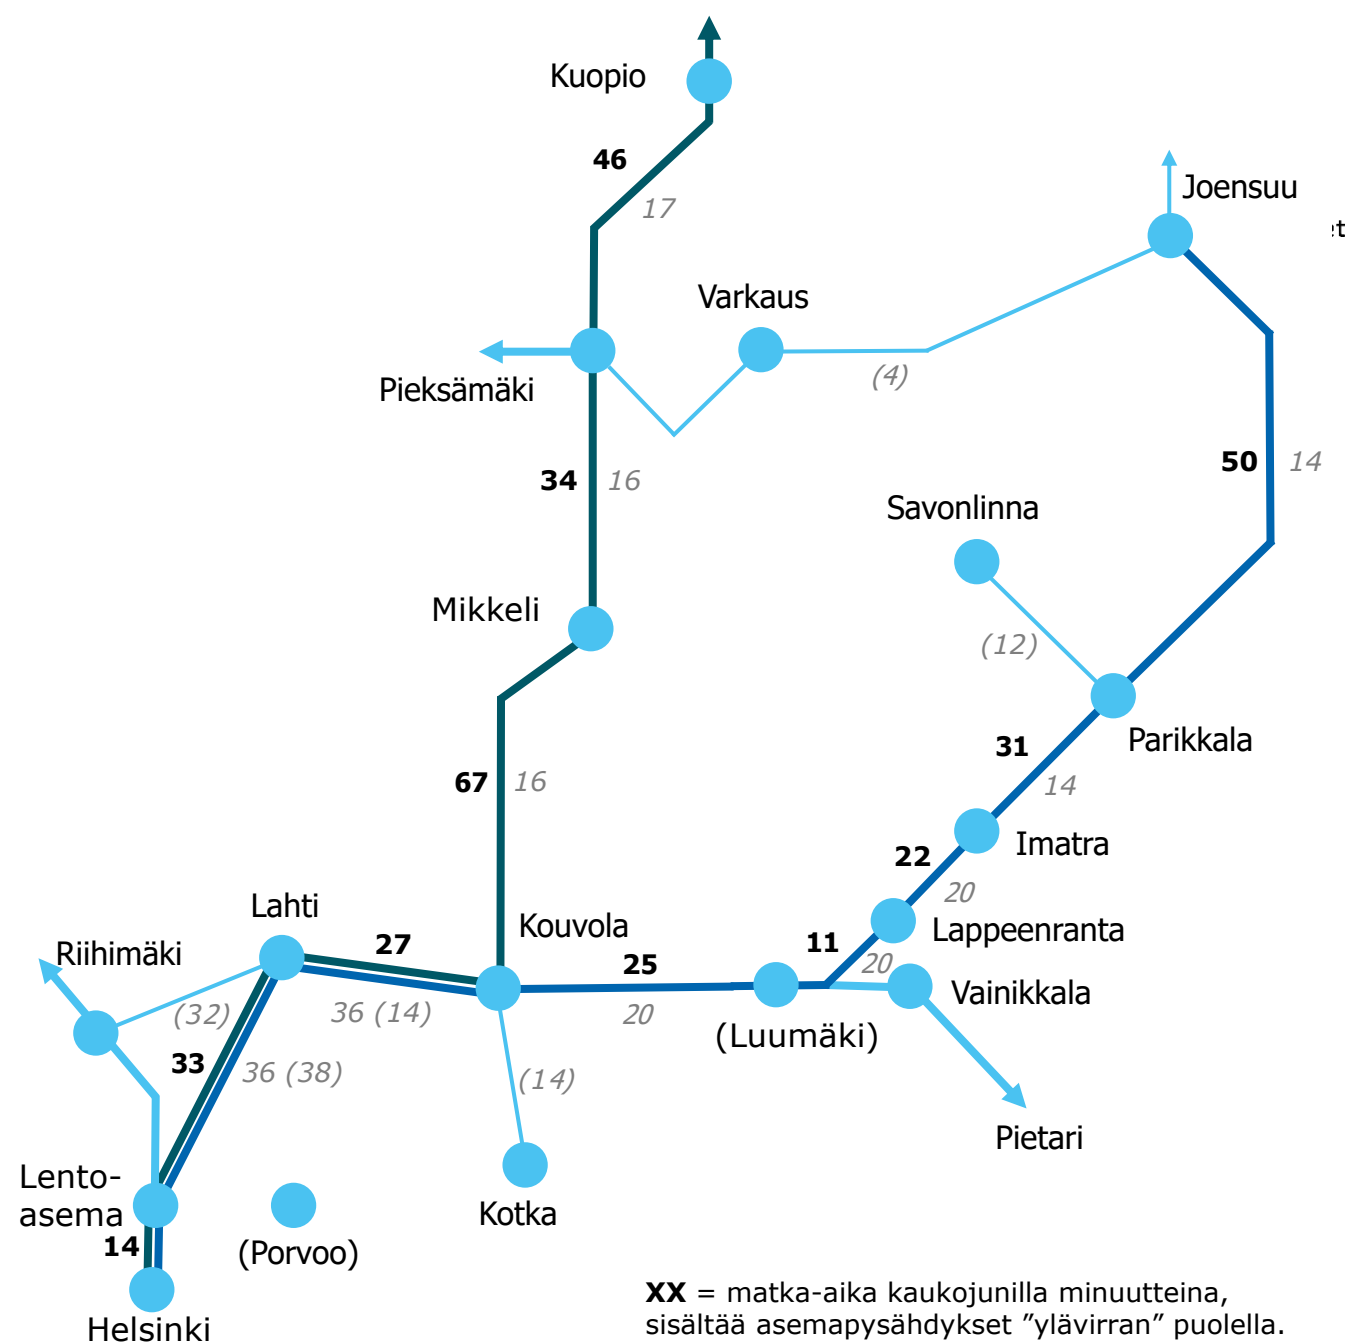 Kuopio
46
17
Joensuu
Varkaus
(4)
Pieksämäki
34
16
50
14
Savonlinna
(12)
Mikkeli
67
16
31
14
Parikkala
22
20
Imatra
Lahti
Riihimäki
27
Kouvola
25
20
11
20
Lappeenranta
Vainikkala
(32)
36 (14)
(Luumäki)
33
36 (38)
(14)
Pietari
Lento-
asema
14
(Porvoo)
Kotka
Helsinki
XX = matka-aika kaukojunilla minuutteina,
sisältää asemapysähdykset ”ylävirran” puolella.